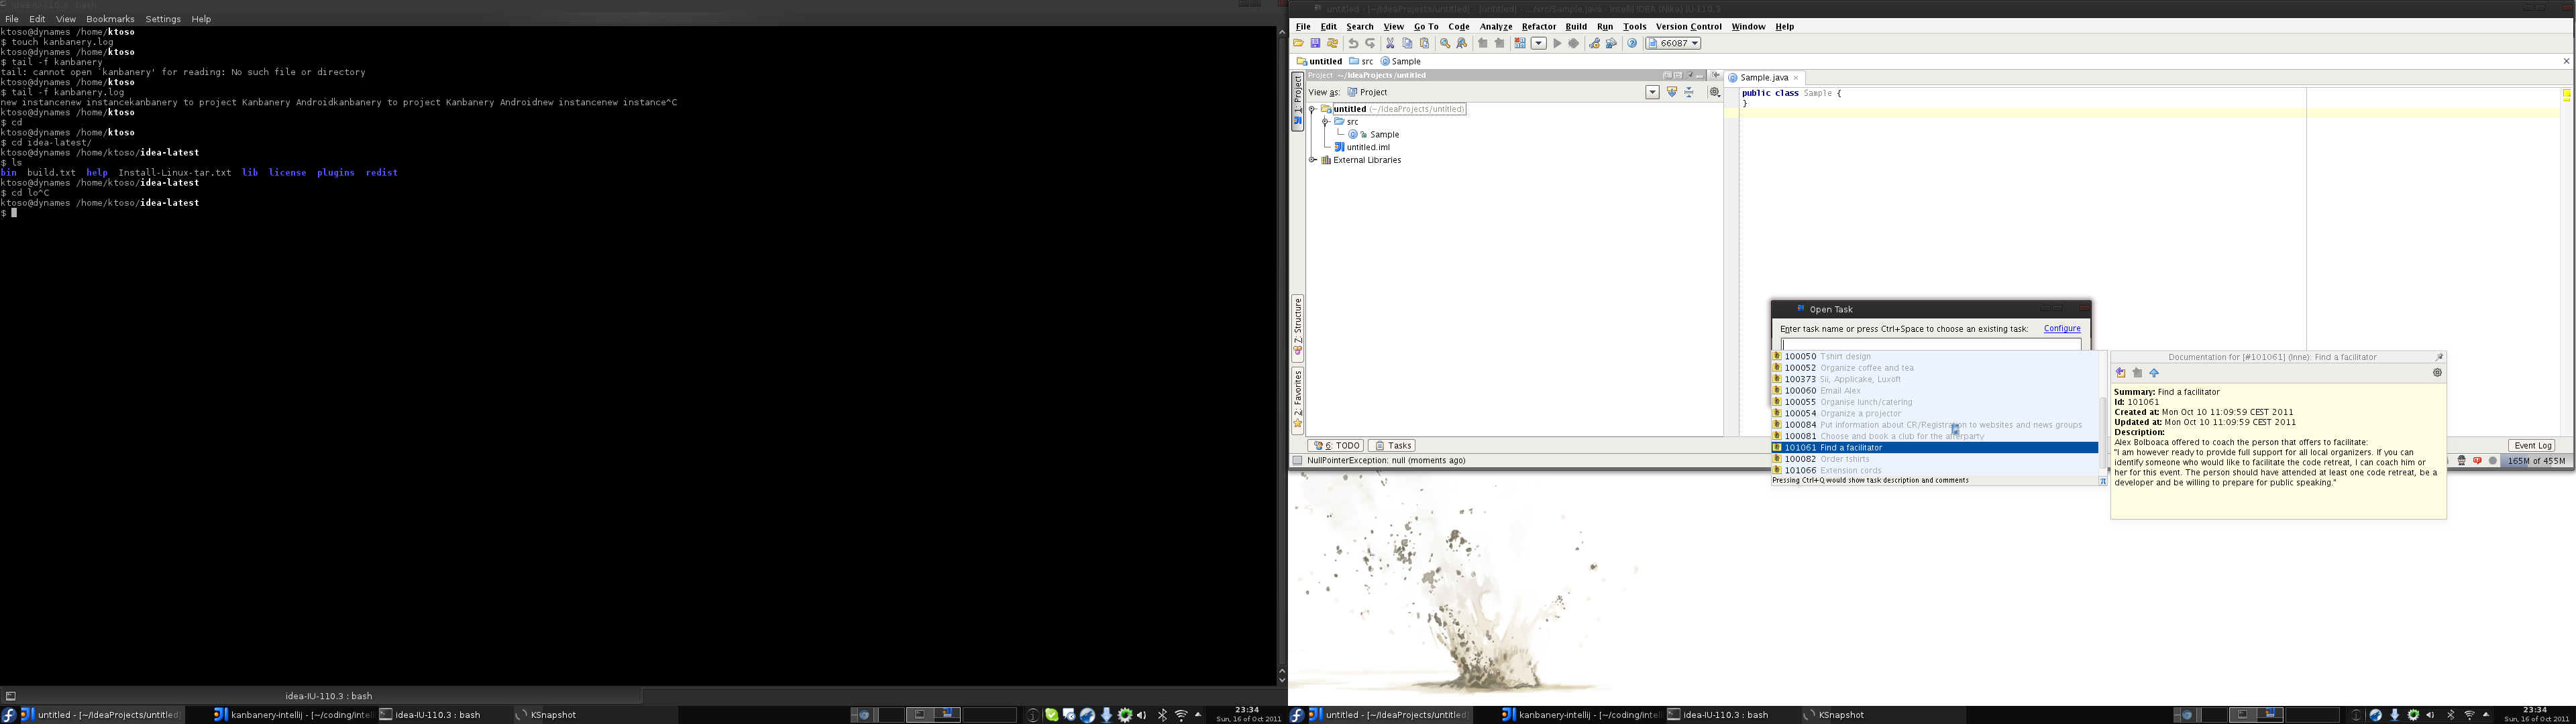 idea-IU-110.3 : bash
File Edit View Bookmarks Settings Help
ktoso@dynames /home/ktoso
$ touch kanbanery.log
ktoso@dynames /home/ktoso
$ tail -f kanbanery
tail: cannot open `kanbanery' for reading: No such file or directory
ktoso@dynames /home/ktoso
$ tail -f kanbanery.log
new instancenew instancekanbanery to project Kanbanery Androidkanbanery to project Kanbanery Androidnew instancenew instance^C
ktoso@dynames /home/ktoso
$ cd
ktoso@dynames /home/ktoso
$ cd idea-latest/
ktoso@dynames /home/ktoso/idea-latest
$ ls
bin build.txt help Install-Linux-tar.txt lib license plugins redist
ktoso@dynames /home/ktoso/idea-latest
$ cd lo^C
ktoso@dynames /home/ktoso/idea-latest
$
idea-IU-110.3 : bash
untitled - [~/IdeaProjects/untitled] - [untitled] - .../src/Sample.java - IntelliJ IDEA (Nika) IU-110.3
File Edit Search View Go To Code Analyze Refactor Build Run Tools Version Control Window Help
66087
untitled src Sample
Project ~/IdeaProjects/untitled
View as: Project
untitled (~/IdeaProjects/untitled)
src
Sample
untitled.iml
External Libraries
1: Project
7: Structure
2: Favorites
Sample.java
public class Sample {
}
Open Task
Enter task name or press Ctrl+Space to choose an existing task: Configure
100050 Tshirt design
100052 Organize coffee and tea
100373 Sii, Applicake, Luxoft
100060 Email Alex
100055 Organise lunch/catering
100054 Organize a projector
100084 Put information about CR/Registration to websites and news groups
100081 Choose and book a club for the afterparty
101061 Find a facilitator
100082 Order tshirts
101066 Extension cords
Pressing Ctrl+Q would show task description and comments
Documentation for [#101061] (Inne): Find a facilitator
Summary: Find a facilitator
Id: 101061
Created at: Mon Oct 10 11:09:59 CEST 2011
Updated at: Mon Oct 10 11:09:59 CEST 2011
Description:
Alex Bolboaca offered to coach the person that offers to facilitate:
"I am however ready to provide full support for all local organizers. If you can
identify someone who would like to facilitate the code retreat, I can coach him or
her for this event. The person should have attended at least one code retreat, be a
developer and be willing to prepare for public speaking."
6: TODO Tasks
Event Log
NullPointerException: null (moments ago)
165M of 455M
untitled - [~/IdeaProjects/untitled] kanbanery-intellij - [~/coding/intelli idea-IU-110.3 : bash KSnapshot
23:34
Sun, 16 of Oct 2011
untitled - [~/IdeaProjects/untitled] kanbanery-intellij - [~/coding/intelli idea-IU-110.3 : bash KSnapshot
23:34
Sun, 16 of Oct 2011